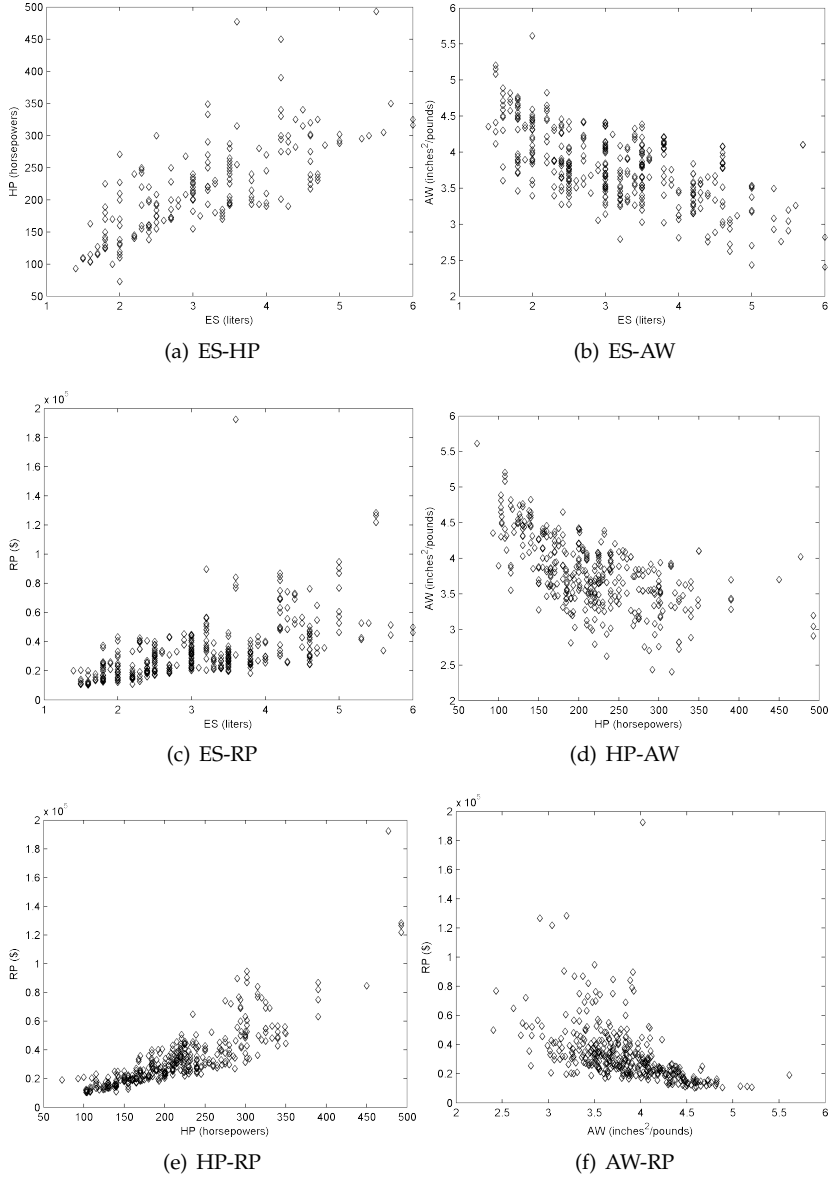 500
450
400
350
300
250
200
150
100
50
HP (horsepowers)
1 2 3 4 5 6
ES (liters)
(a) ES-HP
6
5.5
5
4.5
4
3.5
3
2.5
2
AW (inches²/pounds)
1 2 3 4 5 6
ES (liters)
(b) ES-AW
x 10⁵
2
1.8
1.6
1.4
1.2
1
0.8
0.6
0.4
0.2
0
RP ($)
1 2 3 4 5 6
ES (liters)
(c) ES-RP
6
5.5
5
4.5
4
3.5
3
2.5
2
AW (inches²/pounds)
50 100 150 200 250 300 350 400 450 500
HP (horsepowers)
(d) HP-AW
x 10⁵
2
1.8
1.6
1.4
1.2
1
0.8
0.6
0.4
0.2
0
RP ($)
50 100 150 200 250 300 350 400 450 500
HP (horsepowers)
(e) HP-RP
x 10⁵
2
1.8
1.6
1.4
1.2
1
0.8
0.6
0.4
0.2
0
RP ($)
2 2.5 3 3.5 4 4.5 5 5.5 6
AW (inches²/pounds)
(f) AW-RP